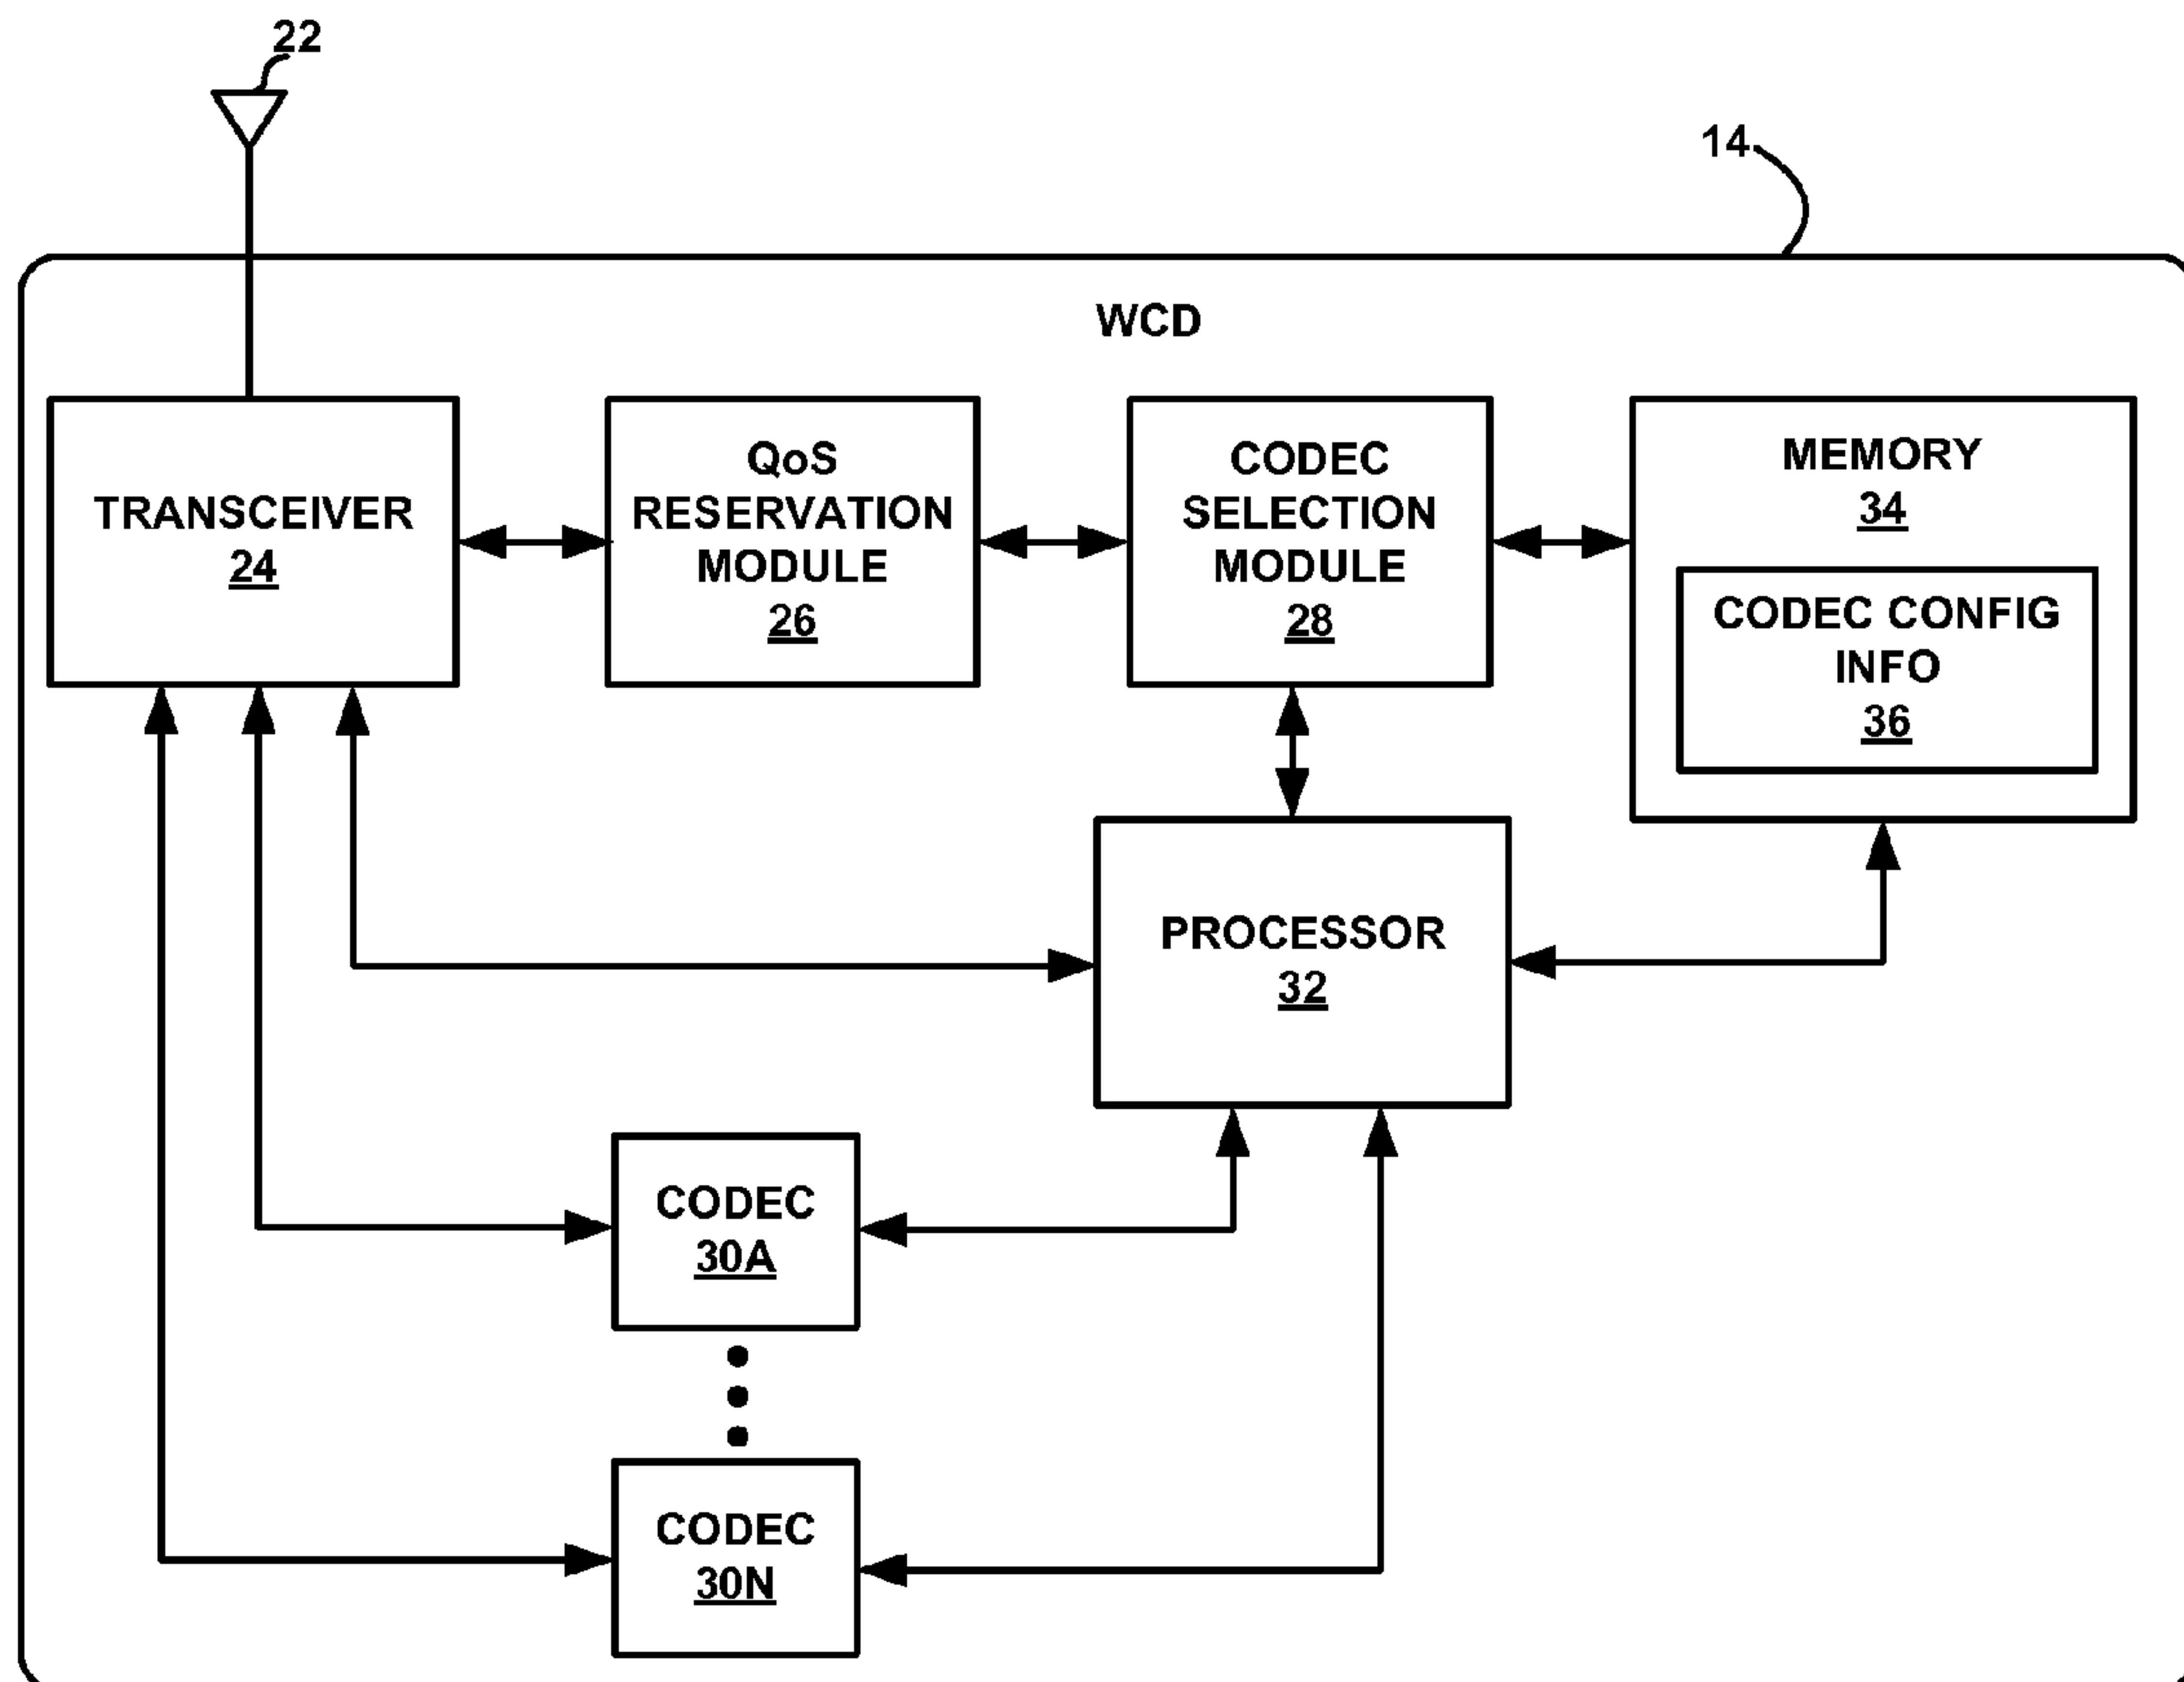 22
14
WCD
TRANSCEIVER
24
QoS
RESERVATION
MODULE
26
CODEC
SELECTION
MODULE
28
MEMORY
34
CODEC CONFIG
INFO
36
PROCESSOR
32
CODEC
30A
CODEC
30N